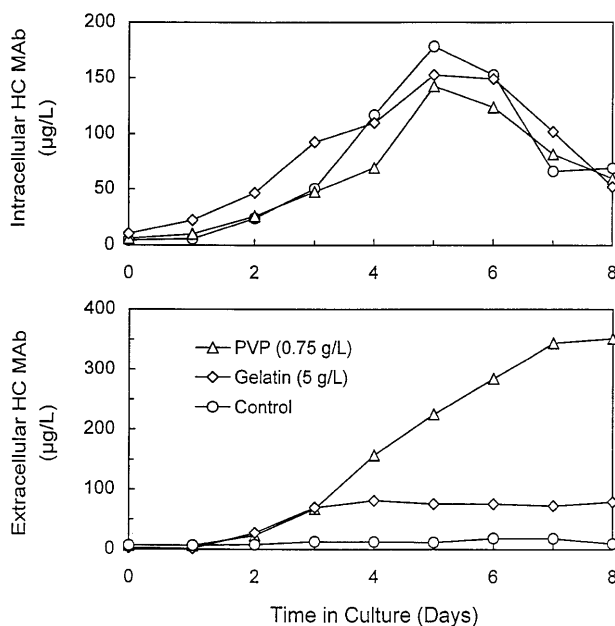 200
150
100
50
0
Intracellular HC MAb
(µg/L)
0 2 4 6 8
400
300
200
100
0
Extracellular HC MAb
(µg/L)
PVP (0.75 g/L)
Gelatin (5 g/L)
Control
0 2 4 6 8
Time in Culture (Days)